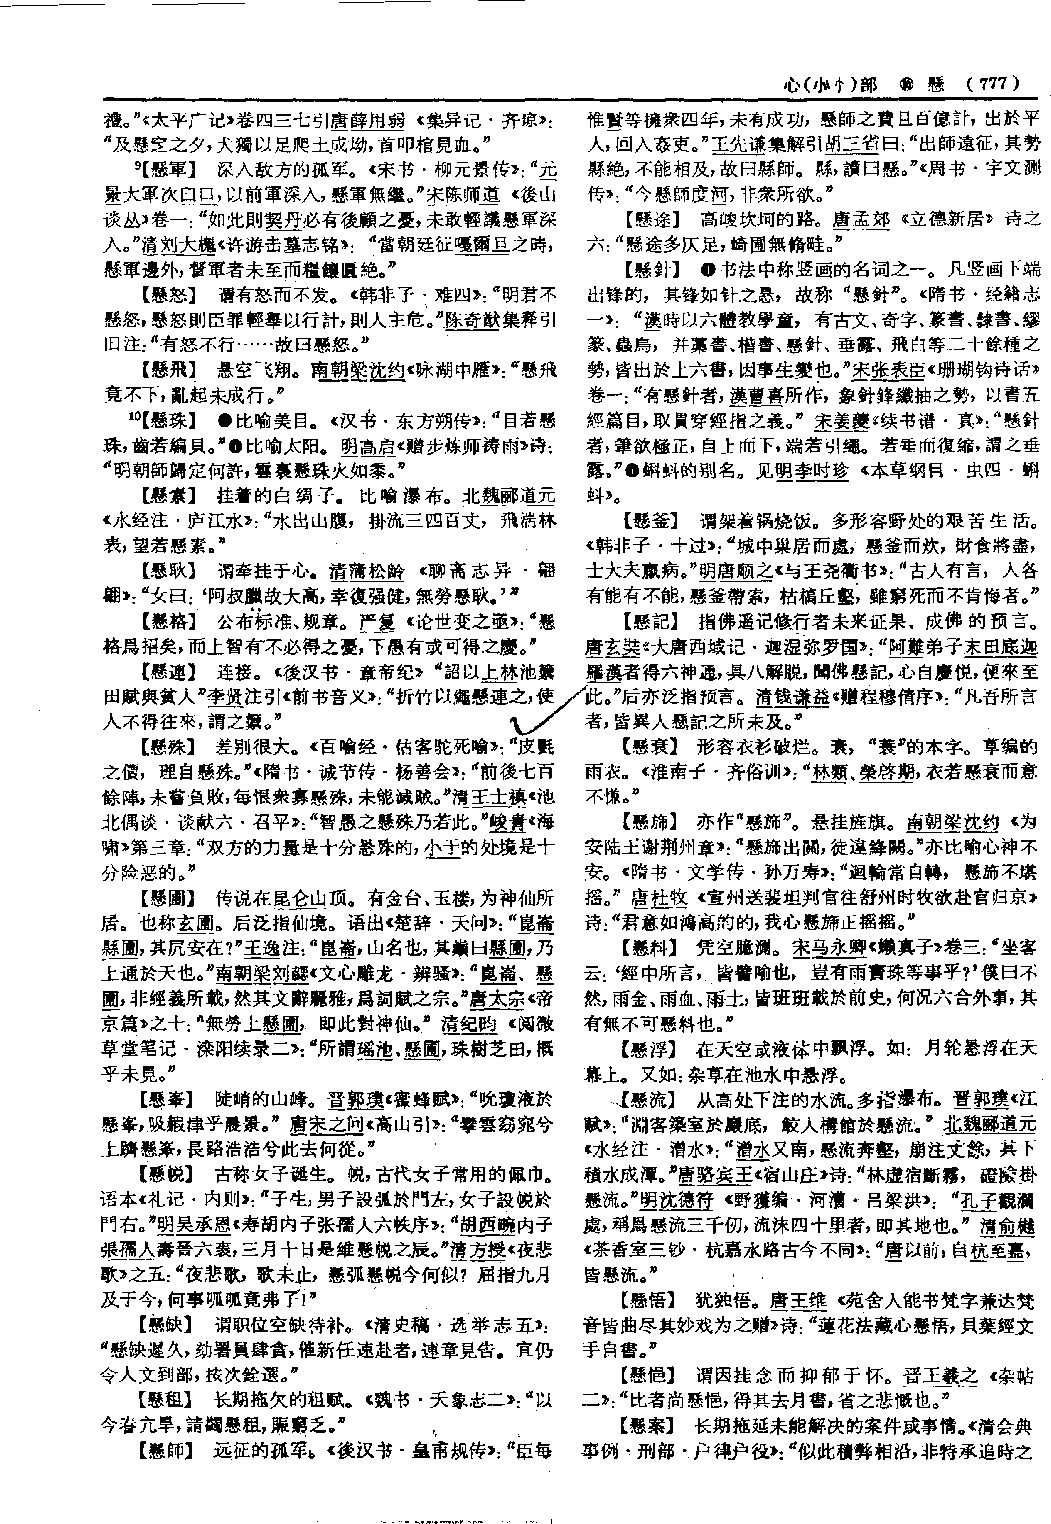 心(小忄)部 懸 (777)
禮。”《太平广记》卷四三七引唐薛用弱《集异记·齐琼》：
“及懸窆之夕，犬獨以足爬土成坳，首叩棺見血。”
⁹【懸軍】 深入敌方的孤军。《宋书·柳元景传》：“元
景大軍次口口，以前軍深入，懸軍無繼。”宋陈师道《後山
谈丛》卷一：“如此則契丹必有後顧之憂，未敢輕議懸軍深
入。”清刘大櫆《许游击墓志铭》：“當朝廷征噶爾旦之時，
懸軍邊外，督軍者未至而糧餽匱絶。”
【懸怒】 谓有怒而不发。《韩非子·难四》：“明君不
懸怒，懸怒則臣罪輕舉以行計，則人主危。”陈奇猷集释引
旧注：“有怒不行……故曰懸怒。”
【懸飛】 悬空飞翔。南朝梁沈约《咏湖中雁》：“懸飛
竟不下，亂起未成行。”
¹⁰【懸珠】 ●比喻美目。《汉书·东方朔传》：“目若懸
珠，齒若編貝。”●比喻太阳。明高启《赠步炼师祷雨》诗：
“明朝師歸定何許，雲裏懸珠火如黍。”
【懸素】 挂着的白绸子。比喻瀑布。北魏郦道元
《水经注·庐江水》：“水出山腹，掛流三四百丈，飛湍林
表，望若懸素。”
【懸耿】 谓牵挂于心。清蒲松龄《聊斋志异·翩
翩》：“女曰：‘阿叔臘故大高，幸復强健，無勞懸耿。’”
【懸格】 公布标准、规章。严复《论世变之亟》：“懸
格爲招矣，而上智有不必得之憂，下愚有或可得之慶。”
【懸連】 连接。《後汉书·章帝纪》“詔以上林池籞
田賦與貧人”李贤注引《前书音义》：“折竹以繩懸連之，使
人不得往來，謂之籞。”
【懸殊】 差别很大。《百喻经·估客驼死喻》：“皮氎
之價，理自懸殊。”《隋书·诚节传·杨善会》：“前後七百
餘陣，未嘗負敗，每恨衆寡懸殊，未能滅賊。”清王士禛《池
北偶谈·谈献六·召平》：“智愚之懸殊乃若此。”峻青《海
啸》第三章：“双方的力量是十分悬殊的，小于的处境是十
分险恶的。”
【懸圃】 传说在昆仑山顶。有金台、玉楼，为神仙所
居。也称玄圃。后泛指仙境。语出《楚辞·天问》：“崑崙
縣圃，其尻安在？”王逸注：“崑崙，山名也，其巔曰縣圃，乃
上通於天也。”南朝梁刘勰《文心雕龙·辨骚》：“崑崙、懸
圃，非經義所載，然其文辭麗雅，爲詞賦之宗。”唐太宗《帝
京篇》之十：“無勞上懸圃，即此對神仙。”清纪昀《阅微
草堂笔记·滦阳续录二》：“所謂瑶池、懸圃，珠樹芝田，概
乎未見。”
【懸峯】 陡峭的山峰。晋郭璞《蜜蜂赋》：“吮瓊液於
懸峯，吸赮津乎晨景。”唐宋之问《高山引》：“攀雲窈窕兮
上躋懸峯，長路浩浩兮此去何從。”
【懸帨】 古称女子诞生。帨，古代女子常用的佩巾。
语本《礼记·内则》：“子生，男子設弧於門左，女子設帨於
門右。”明吴承恩《寿胡内子张孺人六帙序》：“胡西畹内子
張孺人壽晉六袠，三月十日是維懸帨之辰。”清方授《夜悲
歌》之五：“夜悲歌，歌未止，懸弧懸帨今何似？屈指九月
及于今，何事呱呱竟弗了！”
【懸缺】 谓职位空缺待补。《清史稿·选举志五》：
“懸缺遲久，劾署員肆貪，催新任速赴者，連章見告。宜仍
令人文到部，按次銓選。”
【懸租】 长期拖欠的租赋。《魏书·天象志二》：“以
今春亢旱，請蠲懸租，賑窮乏。”
【懸師】 远征的孤军。《後汉书·皇甫规传》：“臣每
惟賢等擁衆四年，未有成功，懸師之費且百億計，出於平
人，回入姦吏。”王先谦集解引胡三省曰：“出師遠征，其勢
縣絶，不能相及，故曰縣師。縣，讀曰懸。”《周书·宇文测
传》：“今懸師度河，非衆所欲。”
【懸途】 高峻坎坷的路。唐孟郊《立德新居》诗之
六：“懸途多仄足，崎圃無脩畦。”
【懸針】 ❶书法中称竖画的名词之一。凡竖画下端
出锋的，其锋如针之悬，故称“懸針”。《隋书·经籍志
一》：“漢時以六體教學童，有古文、奇字、篆書、隸書、繆
篆、蟲鳥，并藁書、楷書、懸針、垂露、飛白等二十餘種之
勢，皆出於上六書，因事生變也。”宋张表臣《珊瑚钩诗话》
卷一：“有懸針者，漢曹喜所作，象針鋒纖抽之勢，以書五
經篇目，取貫穿經指之義。”宋姜夔《续书谱·真》：“懸針
者，筆欲極正，自上而下，端若引繩。若垂而復縮，謂之垂
露。”●蝌蚪的别名。见明李时珍《本草纲目·虫四·蝌
蚪》。
【懸釜】 谓架着锅烧饭。多形容野处的艰苦生活。
《韩非子·十过》：“城中巢居而處，懸釜而炊，財食將盡，
士大夫羸病。”明唐顺之《与王尧衢书》：“古人有言，人各
有能有不能，懸釜帶索，枯槁丘壑，雖窮死而不肯悔者。”
【懸記】 指佛遥记修行者未来证果、成佛的预言。
唐玄奘《大唐西域记·迦湿弥罗国》：“阿難弟子末田底迦
羅漢者得六神通，具八解脱，聞佛懸記，心自慶悦，便來至
此。”后亦泛指预言。清钱谦益《赠程穆倩序》：“凡吾所言
者，皆異人懸記之所未及。”
【懸衰】 形容衣衫破烂。衰，“蓑”的本字。草编的
雨衣。《淮南子·齐俗训》：“林類、榮啓期，衣若懸衰而意
不慊。”
【懸旆】 亦作“懸斾”。悬挂旌旗。南朝梁沈约《为
安陆王谢荆州章》：“懸斾出關，從違絳闕。”亦比喻心神不
安。《隋书·文学传·孙万寿》：“迴輪常自轉，懸斾不堪
摇。”唐杜牧《宣州送裴坦判官往舒州时牧欲赴官归京》
诗：“君意如鴻高的的，我心懸旆正摇摇。”
【懸料】 凭空臆测。宋马永卿《嬾真子》卷三：“坐客
云：‘經中所言，皆譬喻也，豈有雨寶珠等事乎？’僕曰不
然，雨金、雨血、雨土，皆班班載於前史，何况六合外事，其
有無不可懸料也。”
【懸浮】 在天空或液体中飘浮。如：月轮悬浮在天
幕上。又如：杂草在池水中悬浮。
【懸流】 从高处下注的水流。多指瀑布。晋郭璞《江
赋》：“淵客築室於巖底，鮫人構館於懸流。”北魏郦道元
《水经注·濳水》：“濳水又南，懸流奔壑，崩注丈餘，其下
積水成潭。”唐骆宾王《宿山庄》诗：“林虚宿斷霧，磴險掛
懸流。”明沈德符《野獲编·河漕·吕梁洪》：“孔子觀瀾
處，稱爲懸流三千仞，流沫四十里者，即其地也。”清俞樾
《茶香室三钞·杭嘉水路古今不同》：“唐以前，自杭至嘉，
皆懸流。”
【懸悟】 犹独悟。唐王维《苑舍人能书梵字兼达梵
音皆曲尽其妙戏为之赠》诗：“蓮花法藏心懸悟，貝葉經文
手自書。”
【懸悒】 谓因挂念而抑郁于怀。晋王羲之《杂帖
二》：“比者尚懸悒，得其去月書，省之悲慨也。”
【懸案】 长期拖延未能解决的案件或事情。《清会典
事例·刑部·户律户役》：“似此積弊相沿，非特承追時之